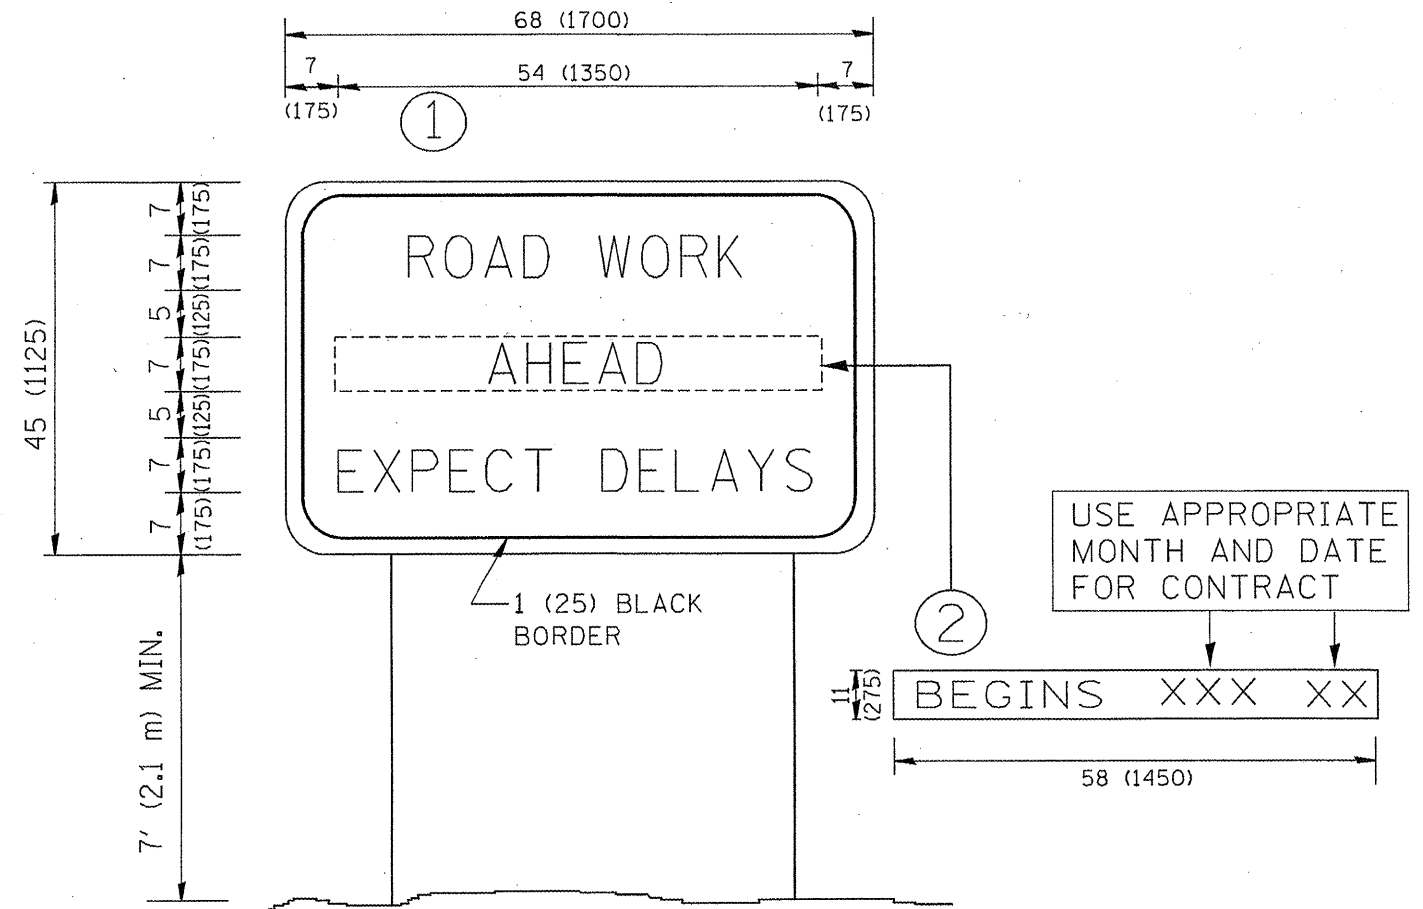 68 (1700)
7
54 (1350)
7
(175)
(175)
1
45 (1125)
7
(175)
7
(175)
5
(125)
7
(175)
5
(125)
7
(175)
7
(175)
ROAD WORK
AHEAD
EXPECT DELAYS
1 (25) BLACK
BORDER
7' (2.1 m) MIN.
USE APPROPRIATE
MONTH AND DATE
FOR CONTRACT
2
11
(275)
BEGINS XXX XX
58 (1450)